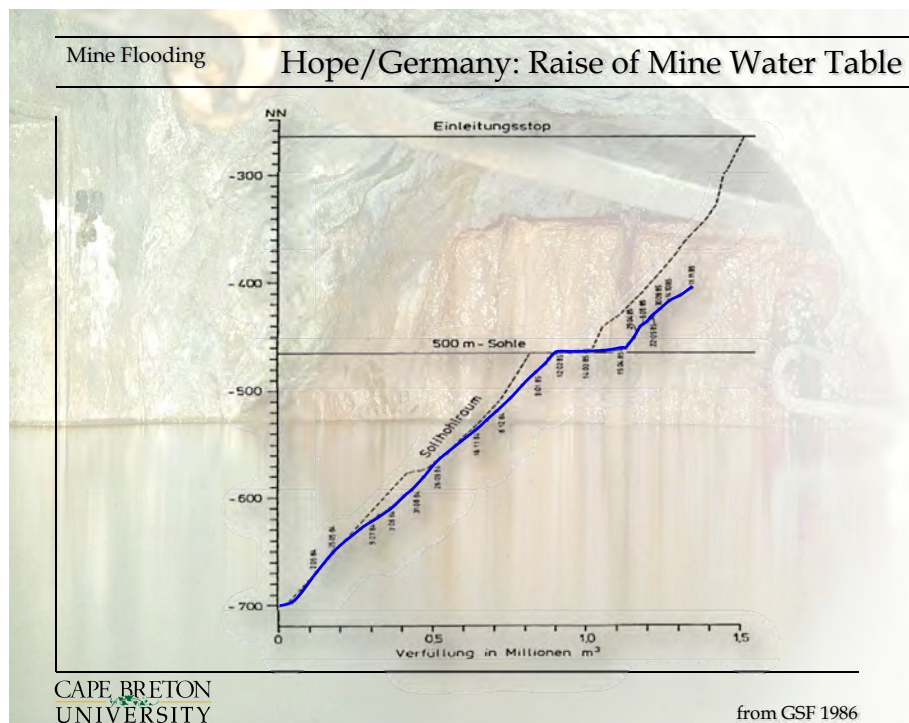 Mine Flooding
Hope/Germany: Raise of Mine Water Table
NN
Einleitungsstop
-300
-400
500 m - Sohle
-500
Sollhohlraum
-600
-700
0
0,5
1,0
1,5
Verfüllung in Millionen m³
CAPE BRETON
UNIVERSITY
from GSF 1986